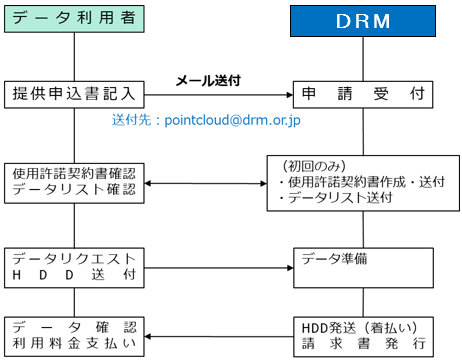 データ利用者
DRM
メール送付
提供申込書記入
申請受付
送付先：pointcloud@drm.or.jp
使用許諾契約書確認
データリスト確認
（初回のみ）
・使用許諾契約書作成・送付
・データリスト送付
データリクエスト
HDD送付
データ準備
データ確認
利用料金支払い
HDD発送（着払い）
請求書発行